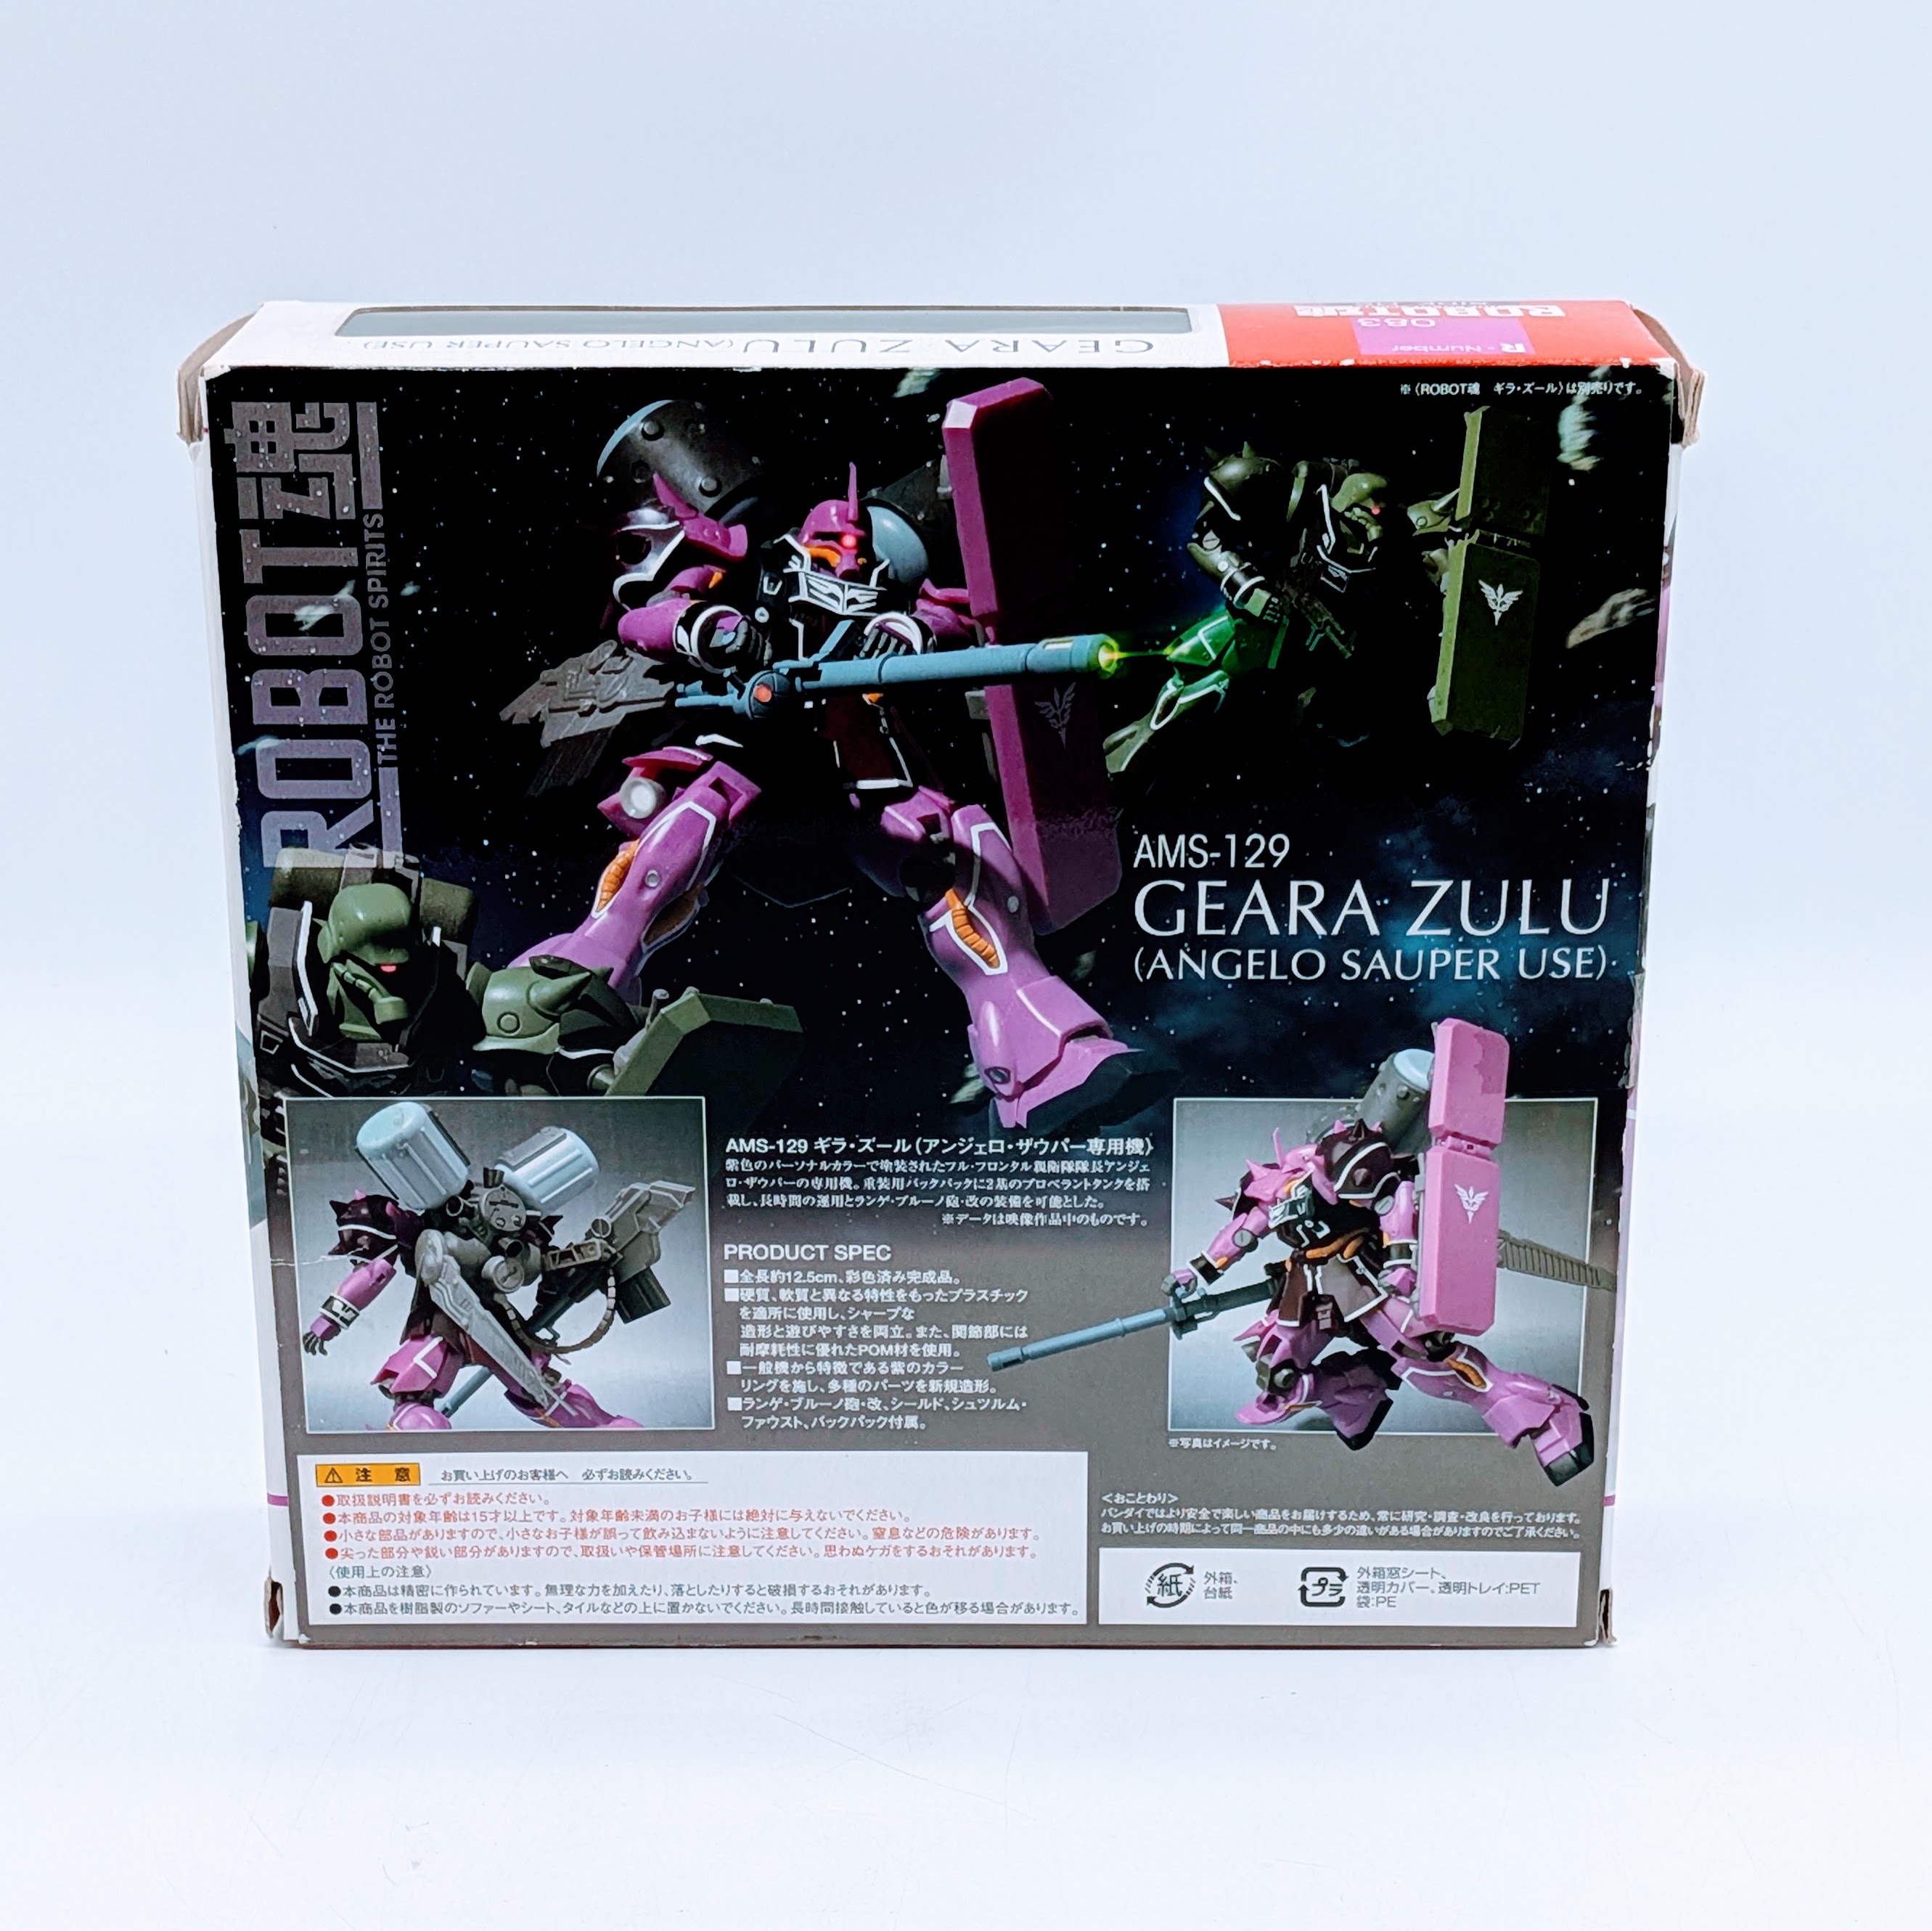 GEARA ZULU (ANGELO SAUPER USE)
ROBOT魂
R-Number
083
※〈ROBOT魂　ギラ・ズール〉は別売りです。
ROBOT魂
THE ROBOT SPIRITS
AMS-129
GEARA ZULU
(ANGELO SAUPER USE)
AMS-129 ギラ・ズール（アンジェロ・ザウパー専用機）
紫色のパーソナルカラーで塗装されたフル・フロンタル親衛隊隊長アンジェ
ロ・ザウパーの専用機。重装用バックパックに2基のプロペラントタンクを搭
載し、長時間の運用とランゲ・ブルーノ砲・改の装備を可能とした。
※データは映像作品中のものです。
PRODUCT SPEC
■全長約12.5cm、彩色済み完成品。
■硬質、軟質と異なる特性をもったプラスチック
を適所に使用し、シャープな
造形と遊びやすさを両立。また、関節部には
耐摩耗性に優れたPOM材を使用。
■一般機から特徴である紫のカラー
リングを施し、多種のパーツを新規造形。
■ランゲ・ブルーノ砲・改、シールド、シュツルム・
ファウスト、バックパック付属。
※写真はイメージです。
注意 お買い上げのお客様へ　必ずお読みください。
●取扱説明書を必ずお読みください。
●本商品の対象年齢は15才以上です。対象年齢未満のお子様には絶対に与えないでください。
●小さな部品がありますので、小さなお子様が誤って飲み込まないように注意してください。窒息などの危険があります。
●尖った部分や鋭い部分がありますので、取扱いや保管場所に注意してください。思わぬケガをするおそれがあります。
〈使用上の注意〉
●本商品は精密に作られています。無理な力を加えたり、落としたりすると破損するおそれがあります。
●本商品を樹脂製のソファーやシート、タイルなどの上に置かないでください。長時間接触していると色が移る場合があります。
＜おことわり＞
バンダイではより安全で楽しい商品をお届けするため、常に研究・調査・改良を行っております。
お買い上げの時期によって同一商品の中にも多少の違いがある場合がありますのでご了承ください。
紙
外箱、
台紙
プラ
外箱窓シート、
透明カバー、透明トレイ:PET
袋:PE